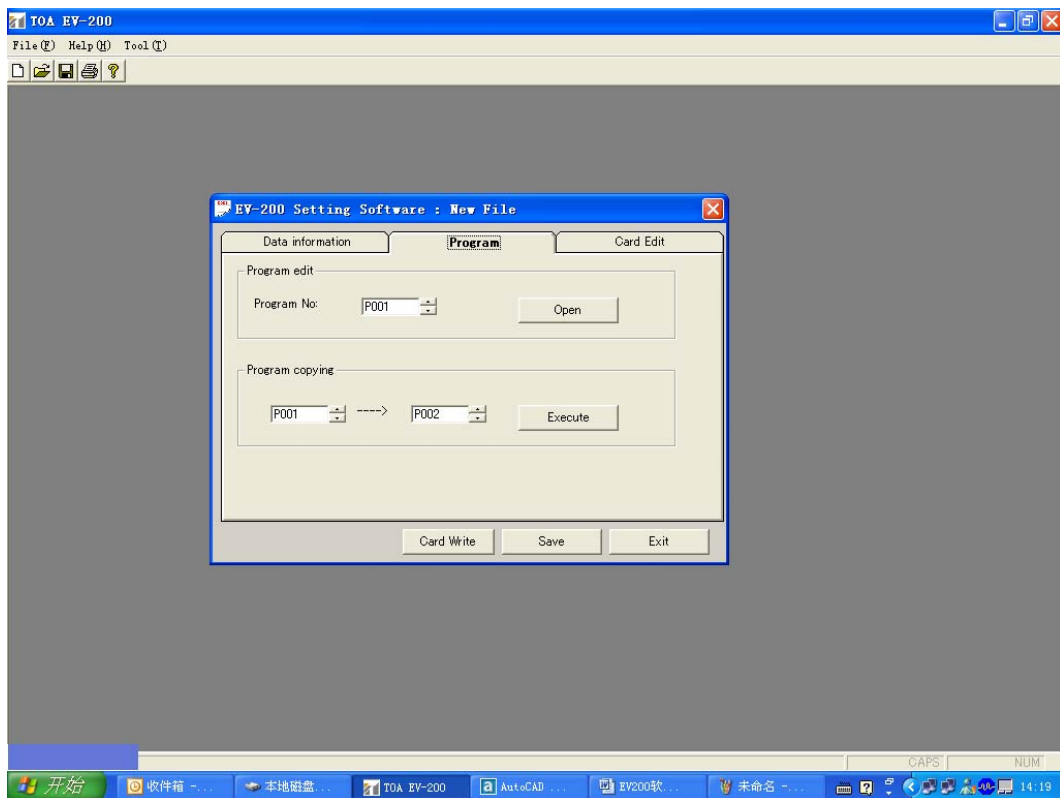 TOA EV-200
File(F) Help(H) Tool(T)
EV-200 Setting Software : New File
Data information Program Card Edit
Program edit
Program No: P001 Open
Program copying
P001 ----> P002 Execute
Card Write Save Exit
CAPS NUM
开始 收件箱 -... 本地磁盘... TOA EV-200 AutoCAD ... EV200软... 未命名 -... 14:19